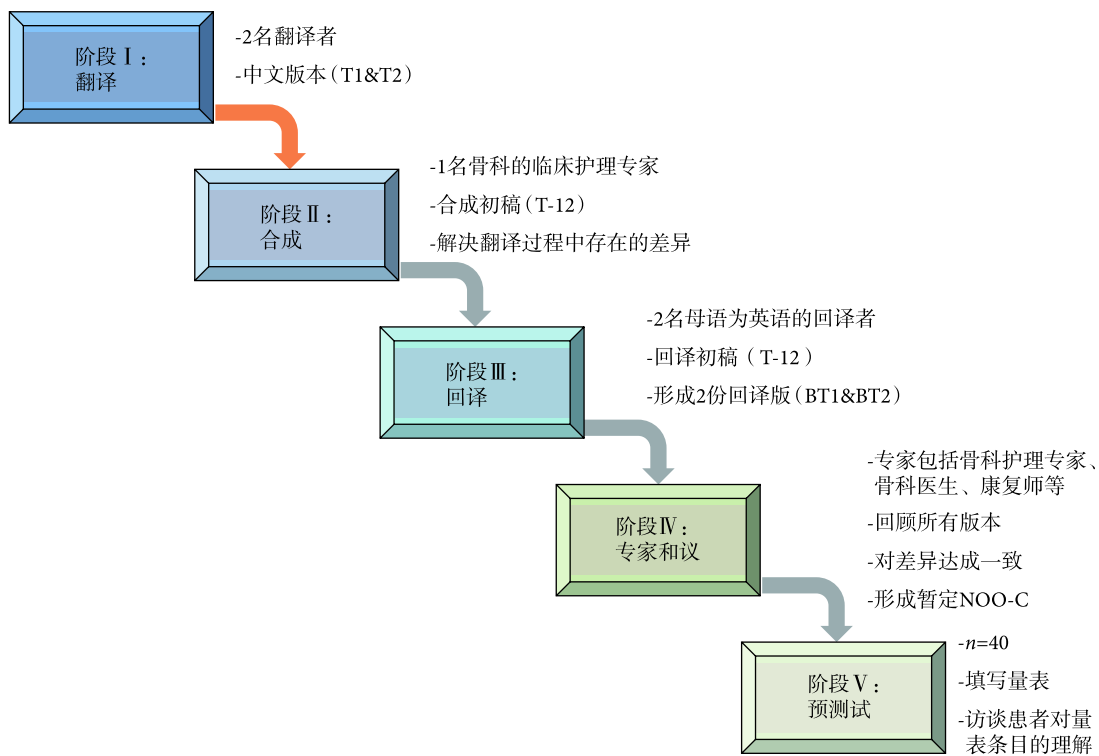 阶段Ⅰ：
翻译
-2名翻译者
-中文版本（T1&T2）
阶段Ⅱ：
合成
-1名骨科的临床护理专家
-合成初稿（T-12）
-解决翻译过程中存在的差异
阶段Ⅲ：
回译
-2名母语为英语的回译者
-回译初稿（T-12）
-形成2份回译版（BT1&BT2）
阶段Ⅳ：
专家和议
-专家包括骨科护理专家、
骨科医生、康复师等
-回顾所有版本
-对差异达成一致
-形成暂定NOO-C
阶段Ⅴ：
预测试
-n=40
-填写量表
-访谈患者对量
表条目的理解